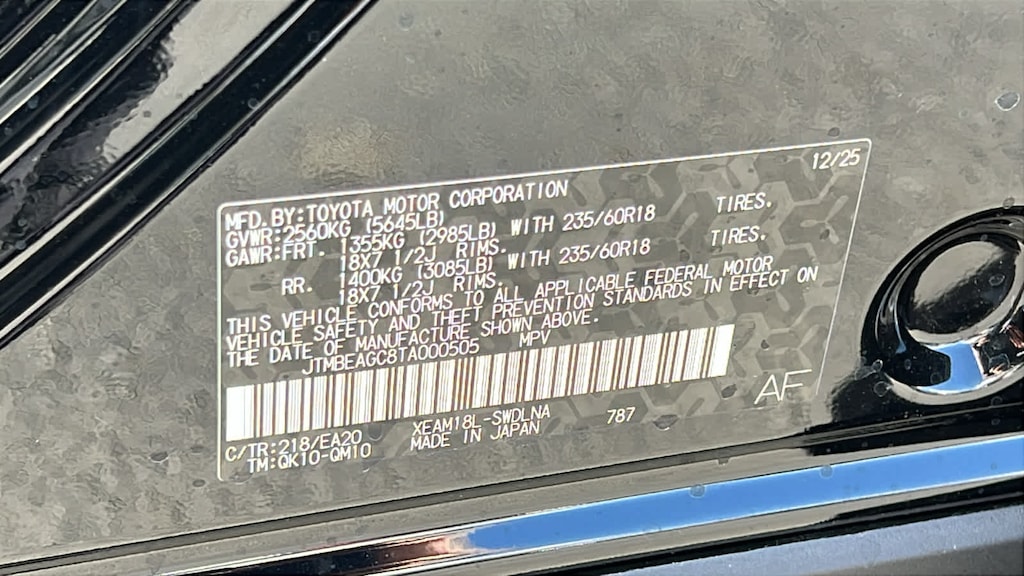 12/25
MFD. BY:TOYOTA MOTOR CORPORATION
GVWR:2560KG (5645LB)
GAWR:FRT. 1355KG (2985LB) WITH 235/60R18 TIRES.
18X7 1/2J RIMS.
RR. 1400KG (3085LB) WITH 235/60R18 TIRES.
18X7 1/2J RIMS.
THIS VEHICLE CONFORMS TO ALL APPLICABLE FEDERAL MOTOR
VEHICLE SAFETY AND THEFT PREVENTION STANDARDS IN EFFECT ON
THE DATE OF MANUFACTURE SHOWN ABOVE.
JTMBEAGC8TA000505 MPV
C/TR:218/EA20 XEAM18L-SWDLNA 787 AF
TM:QK10-QM10 MADE IN JAPAN